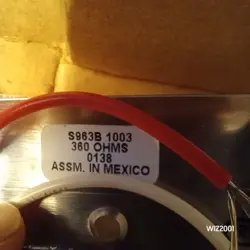 S963B 1003
360 OHMS
0138
ASSM. IN MEXICO
WIZ2001